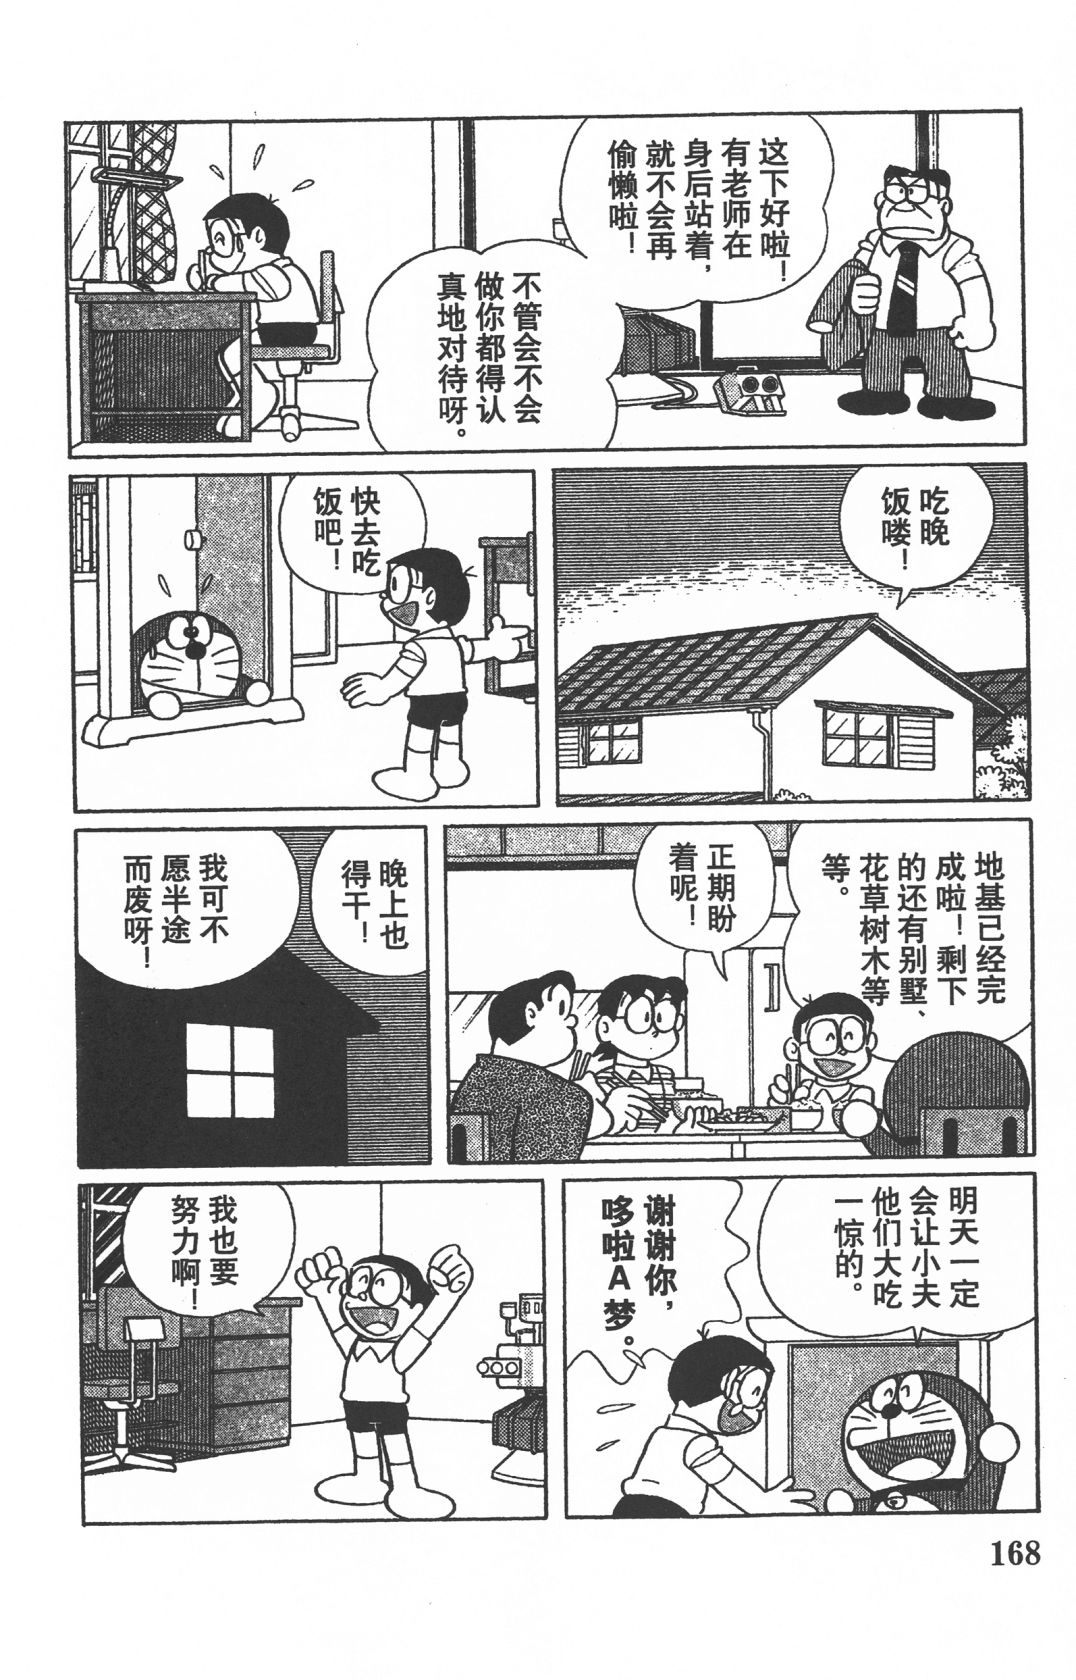 这下好啦！
有老师在
身后站着，
就不会再
偷懒啦！
不管会不会
做你都得认
真地对待呀。
吃晚
饭喽！
快去吃
饭吧！
地基已经完
成啦！剩下
的还有别墅、
花草树木等
等。
正期盼
着呢！
晚上也
得干！
我可不
愿半途
而废呀！
明天一定
会让小夫
他们大吃
一惊的。
谢谢你，
哆啦A梦。
我也要
努力啊！
168